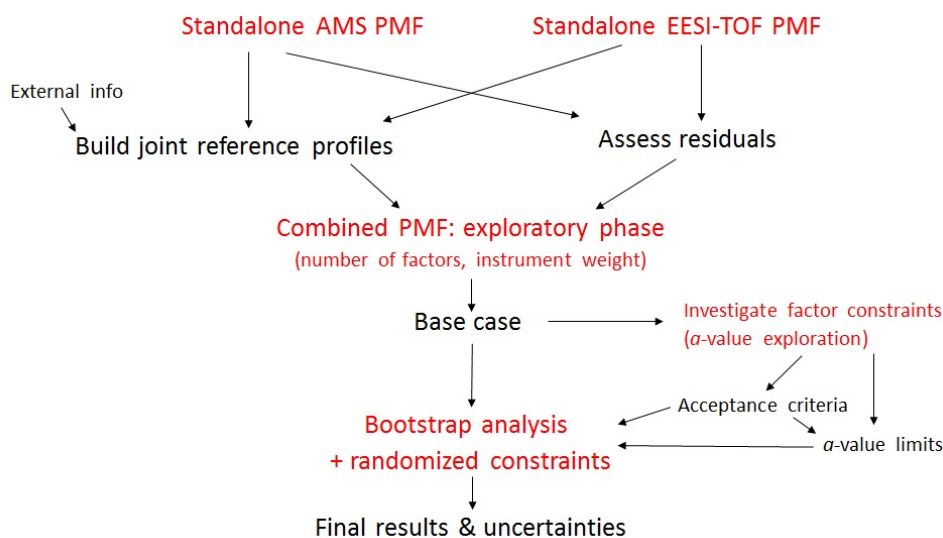 Standalone AMS PMF
Standalone EESI-TOF PMF
External info
Build joint reference profiles
Assess residuals
Combined PMF: exploratory phase
(number of factors, instrument weight)
Base case
Investigate factor constraints
(a-value exploration)
Acceptance criteria
Bootstrap analysis
+ randomized constraints
a-value limits
Final results & uncertainties